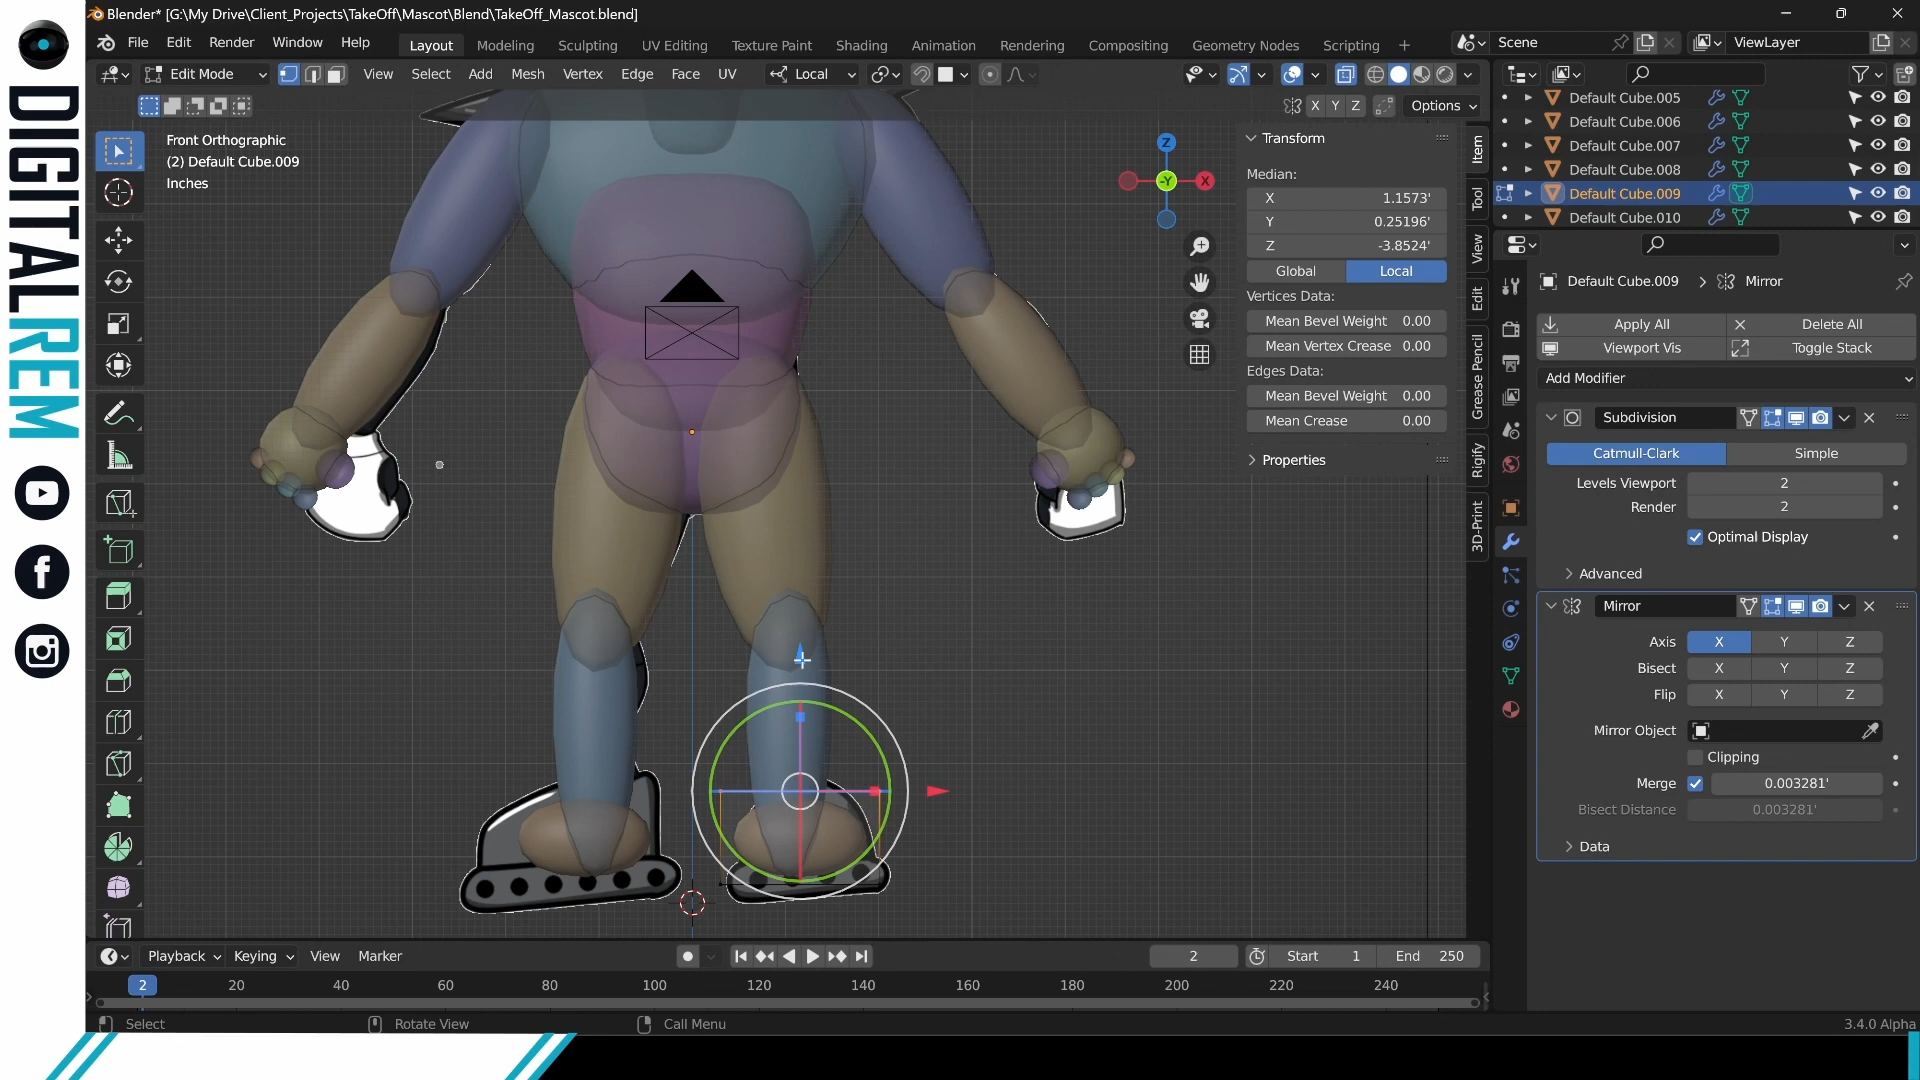 Blender* [G:\My Drive\Client_Projects\TakeOff\Mascot\Blend\TakeOff_Mascot.blend]
File Edit Render Window Help Layout Modeling Sculpting UV Editing Texture Paint Shading Animation Rendering Compositing Geometry Nodes Scripting + Scene ViewLayer
Edit Mode View Select Add Mesh Vertex Edge Face UV Local
X Y Z Options
Front Orthographic
(2) Default Cube.009
Inches
Z
-Y
X
Transform
Median:
X 1.1573'
Y 0.25196'
Z -3.8524'
Global Local
Vertices Data:
Mean Bevel Weight 0.00
Mean Vertex Crease 0.00
Edges Data:
Mean Bevel Weight 0.00
Mean Crease 0.00
Properties
Item
Tool
View
Edit
Grease Pencil
Rigify
3D-Print
Default Cube.005
Default Cube.006
Default Cube.007
Default Cube.008
Default Cube.009
Default Cube.010
Default Cube.009 > Mirror
Apply All Delete All
Viewport Vis Toggle Stack
Add Modifier
Subdivision
Catmull-Clark Simple
Levels Viewport 2
Render 2
Optimal Display
Advanced
Mirror
Axis X Y Z
Bisect X Y Z
Flip X Y Z
Mirror Object
Clipping
Merge 0.003281'
Bisect Distance 0.003281'
Data
Playback Keying View Marker 2 Start 1 End 250
2 20 40 60 80 100 120 140 160 180 200 220 240
Select Rotate View Call Menu 3.4.0 Alpha
DIGITALREM